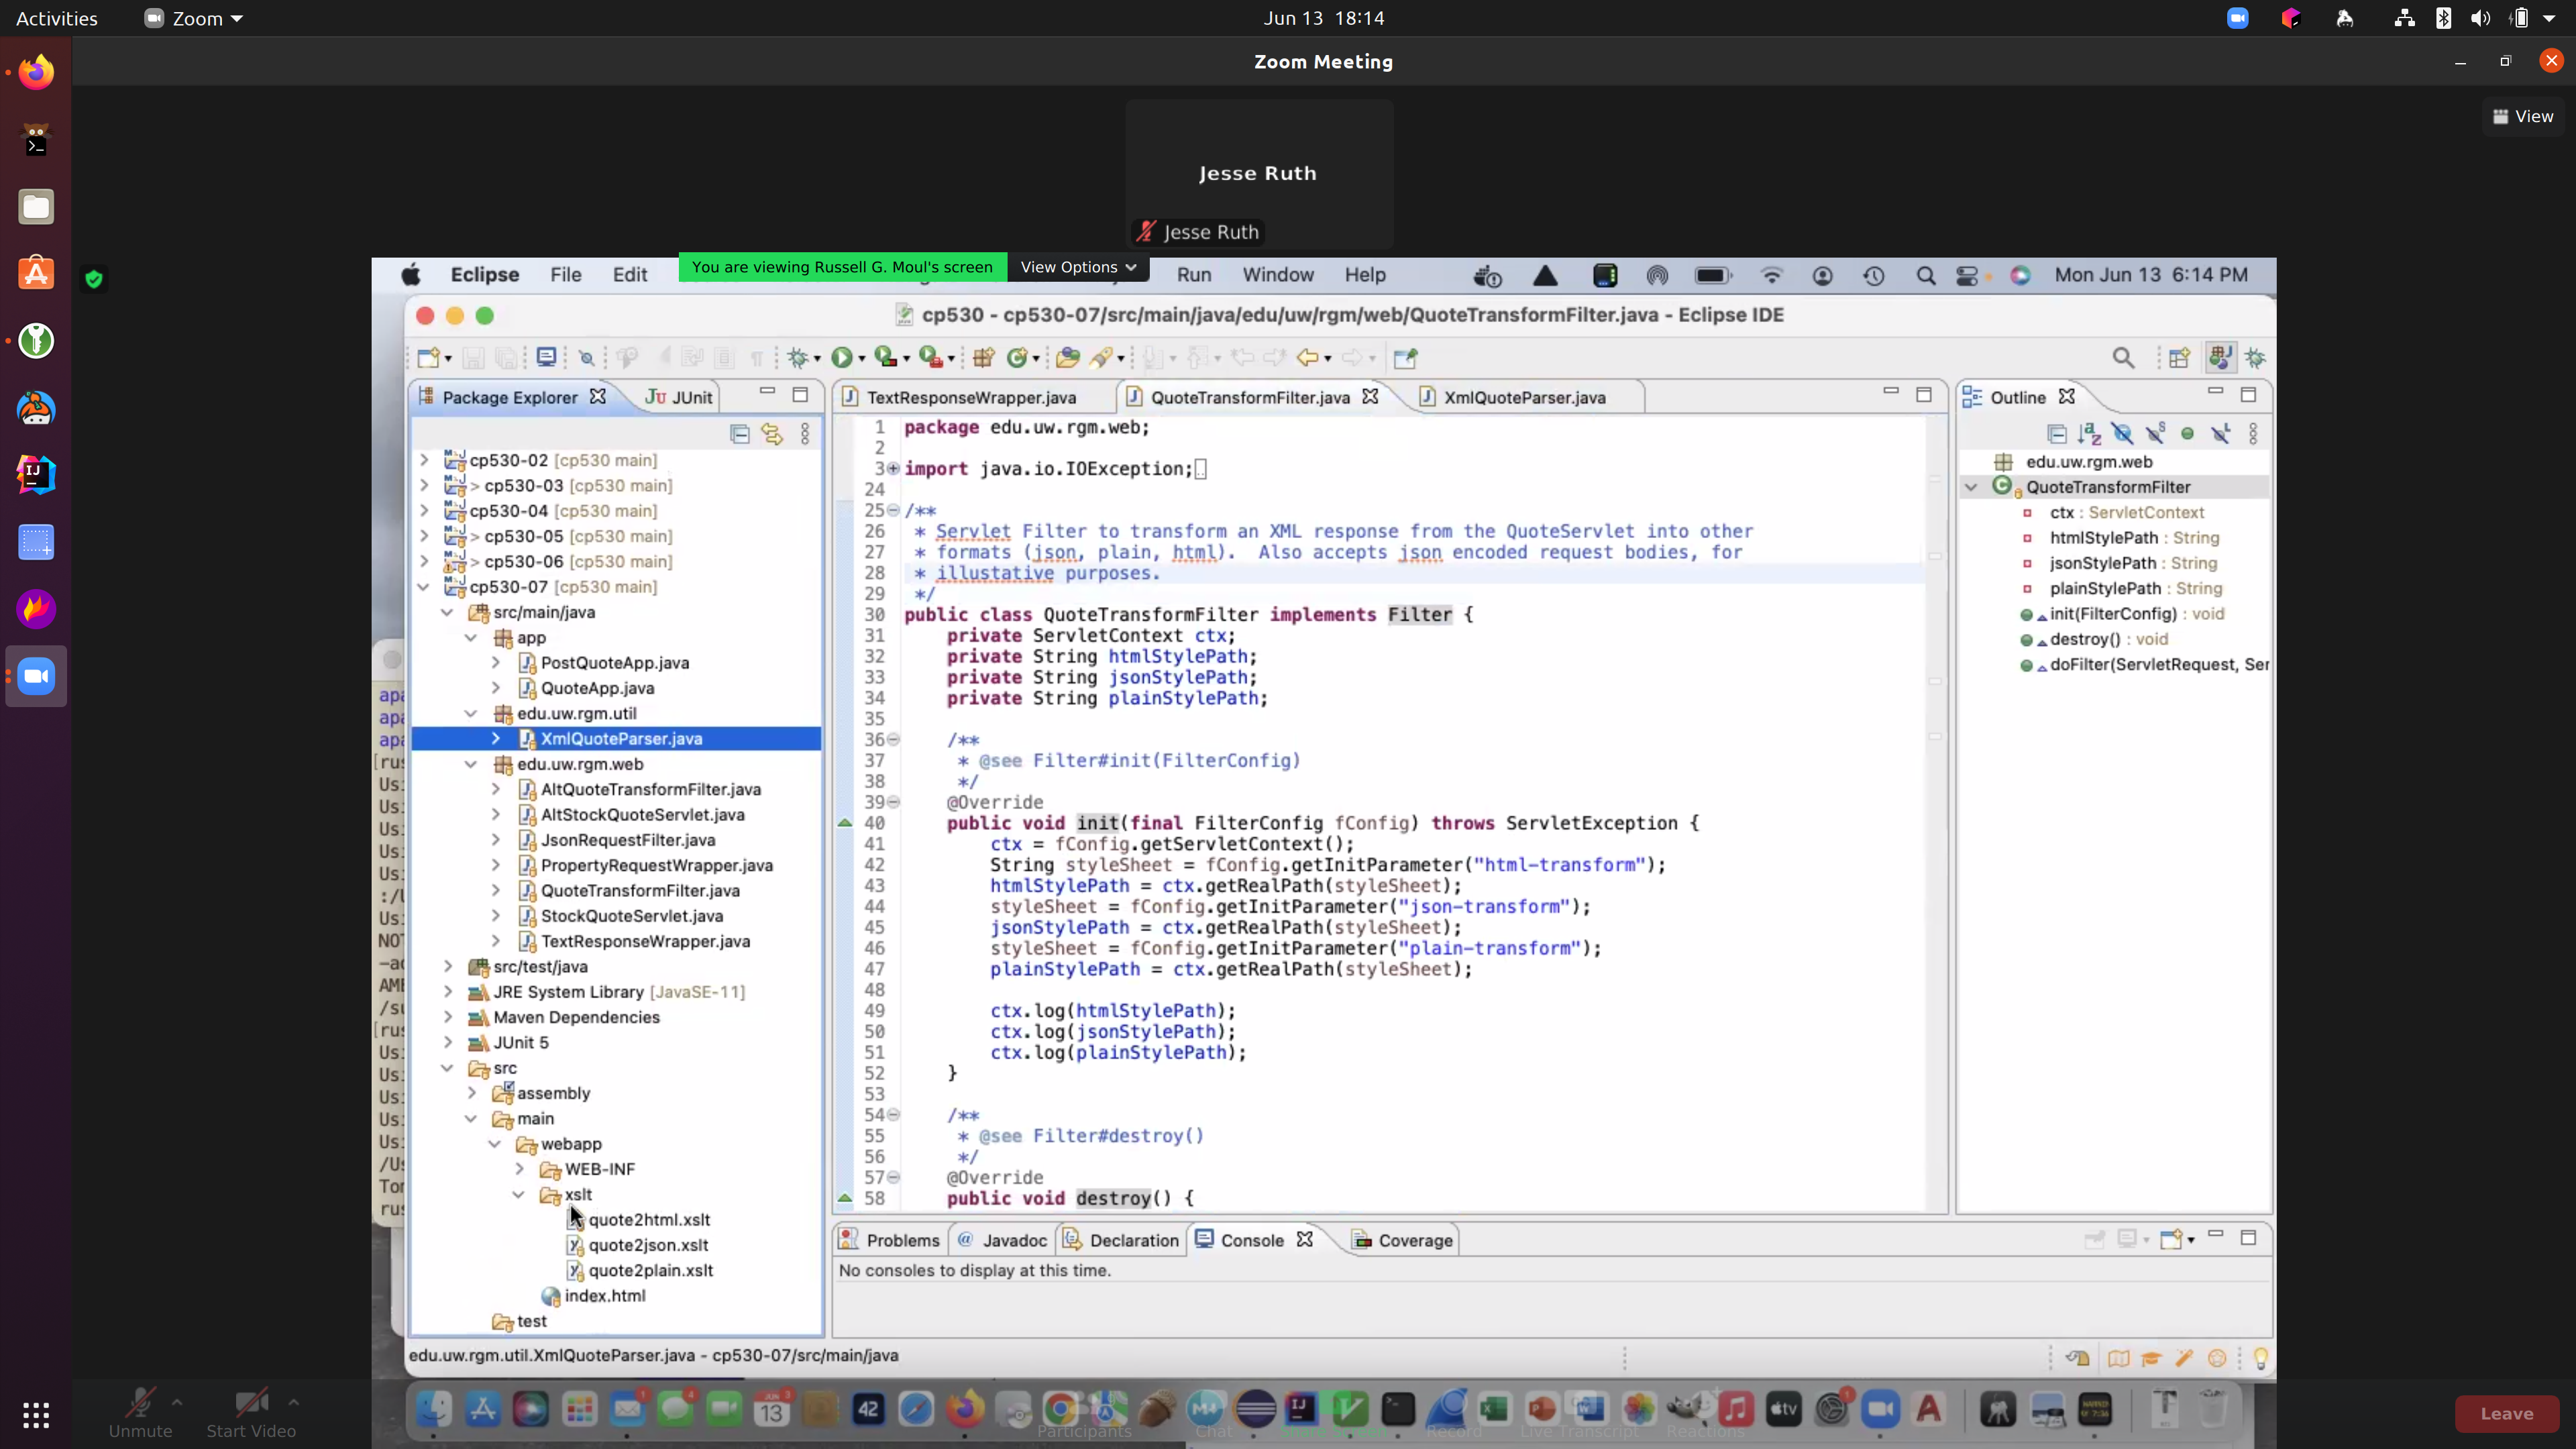 Activities
Zoom
Jun 13 18:14
Zoom Meeting
View
Jesse Ruth
Jesse Ruth
You are viewing Russell G. Moul's screen
View Options
Eclipse File Edit Run Window Help
Mon Jun 13 6:14 PM
cp530 - cp530-07/src/main/java/edu/uw/rgm/web/QuoteTransformFilter.java - Eclipse IDE
Package Explorer
JUnit
cp530-02 [cp530 main]
> cp530-03 [cp530 main]
cp530-04 [cp530 main]
> cp530-05 [cp530 main]
> cp530-06 [cp530 main]
cp530-07 [cp530 main]
src/main/java
app
PostQuoteApp.java
QuoteApp.java
edu.uw.rgm.util
XmlQuoteParser.java
edu.uw.rgm.web
AltQuoteTransformFilter.java
AltStockQuoteServlet.java
JsonRequestFilter.java
PropertyRequestWrapper.java
QuoteTransformFilter.java
StockQuoteServlet.java
TextResponseWrapper.java
src/test/java
JRE System Library [JavaSE-11]
Maven Dependencies
JUnit 5
src
assembly
main
webapp
WEB-INF
xslt
quote2html.xslt
quote2json.xslt
quote2plain.xslt
index.html
test
TextResponseWrapper.java
QuoteTransformFilter.java
XmlQuoteParser.java
1 package edu.uw.rgm.web;
2
3 import java.io.IOException;
24
25 /**
26 * Servlet Filter to transform an XML response from the QuoteServlet into other
27 * formats (json, plain, html). Also accepts json encoded request bodies, for
28 * illustative purposes.
29 */
30 public class QuoteTransformFilter implements Filter {
31 private ServletContext ctx;
32 private String htmlStylePath;
33 private String jsonStylePath;
34 private String plainStylePath;
35
36 /**
37 * @see Filter#init(FilterConfig)
38 */
39 @Override
40 public void init(final FilterConfig fConfig) throws ServletException {
41 ctx = fConfig.getServletContext();
42 String styleSheet = fConfig.getInitParameter("html-transform");
43 htmlStylePath = ctx.getRealPath(styleSheet);
44 styleSheet = fConfig.getInitParameter("json-transform");
45 jsonStylePath = ctx.getRealPath(styleSheet);
46 styleSheet = fConfig.getInitParameter("plain-transform");
47 plainStylePath = ctx.getRealPath(styleSheet);
48
49 ctx.log(htmlStylePath);
50 ctx.log(jsonStylePath);
51 ctx.log(plainStylePath);
52 }
53
54 /**
55 * @see Filter#destroy()
56 */
57 @Override
58 public void destroy() {
Outline
edu.uw.rgm.web
QuoteTransformFilter
ctx : ServletContext
htmlStylePath : String
jsonStylePath : String
plainStylePath : String
init(FilterConfig) : void
destroy() : void
doFilter(ServletRequest, Ser
Problems
Javadoc
Declaration
Console
Coverage
No consoles to display at this time.
edu.uw.rgm.util.XmlQuoteParser.java - cp530-07/src/main/java
Unmute
Start Video
Participants
Chat
Share Screen
Record
Live Transcript
Reactions
Leave